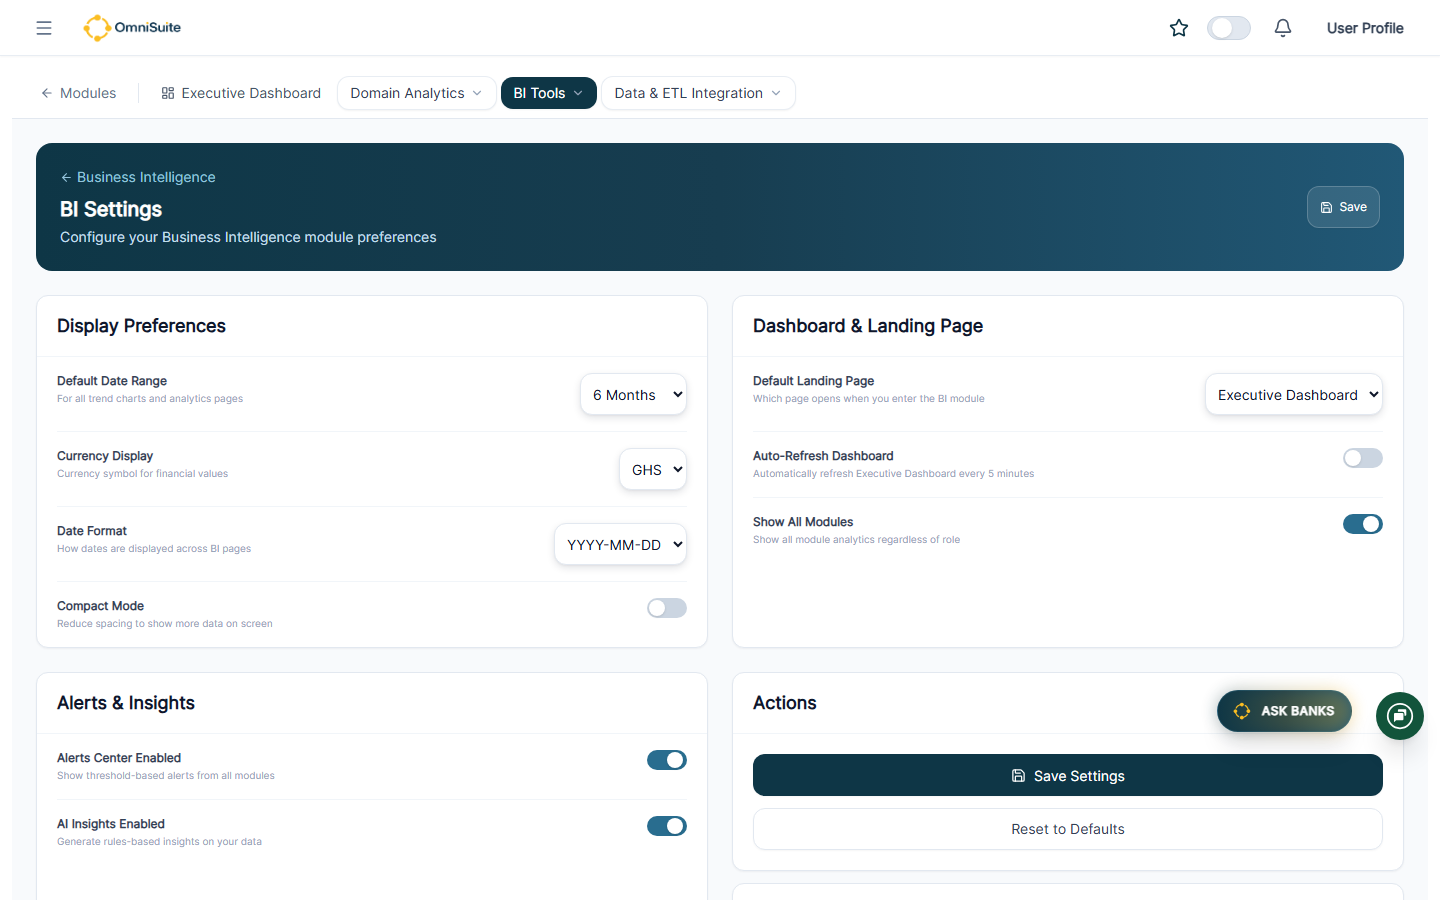 OmniSuite
User Profile
Modules
Executive Dashboard
Domain Analytics
BI Tools
Data & ETL Integration
Business Intelligence
BI Settings
Configure your Business Intelligence module preferences
Save
Display Preferences
Default Date Range
For all trend charts and analytics pages
6 Months
Currency Display
Currency symbol for financial values
GHS
Date Format
How dates are displayed across BI pages
YYYY-MM-DD
Compact Mode
Reduce spacing to show more data on screen
Dashboard & Landing Page
Default Landing Page
Which page opens when you enter the BI module
Executive Dashboard
Auto-Refresh Dashboard
Automatically refresh Executive Dashboard every 5 minutes
Show All Modules
Show all module analytics regardless of role
Alerts & Insights
Alerts Center Enabled
Show threshold-based alerts from all modules
AI Insights Enabled
Generate rules-based insights on your data
Actions
ASK BANKS
Save Settings
Reset to Defaults